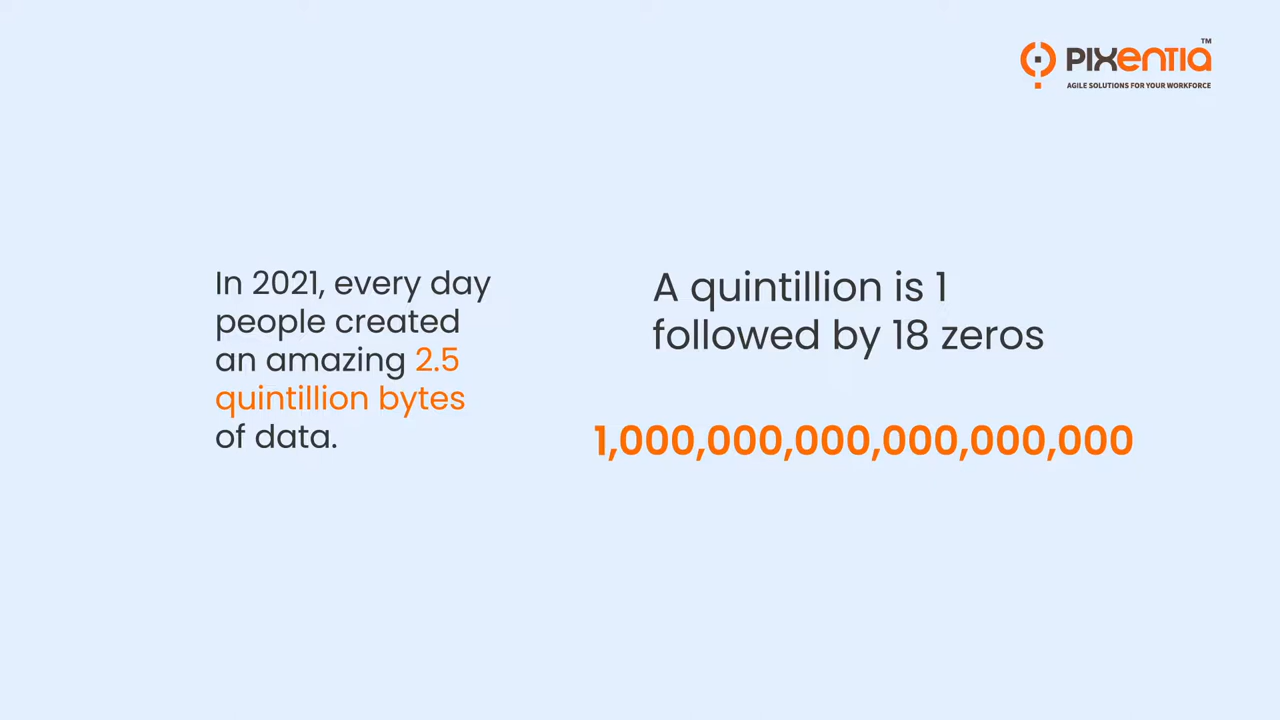 PIXENTIA™
AGILE SOLUTIONS FOR YOUR WORKFORCE
In 2021, every day
people created
an amazing 2.5
quintillion bytes
of data.
A quintillion is 1
followed by 18 zeros
1,000,000,000,000,000,000